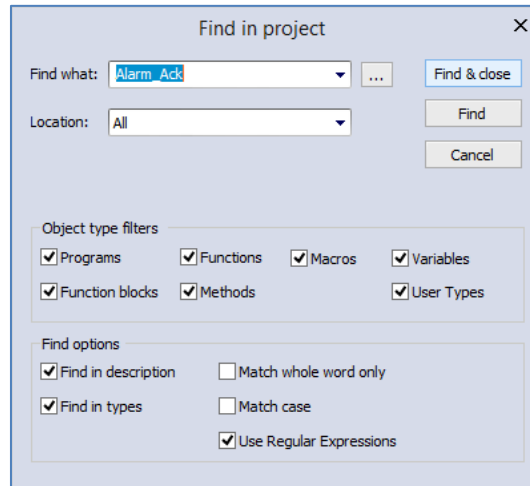 Find in project
Find what: Alarm_Ack ... Find & close
Location: All Find
Cancel
Object type filters
Programs Functions Macros Variables
Function blocks Methods User Types
Find options
Find in description Match whole word only
Find in types Match case
Use Regular Expressions